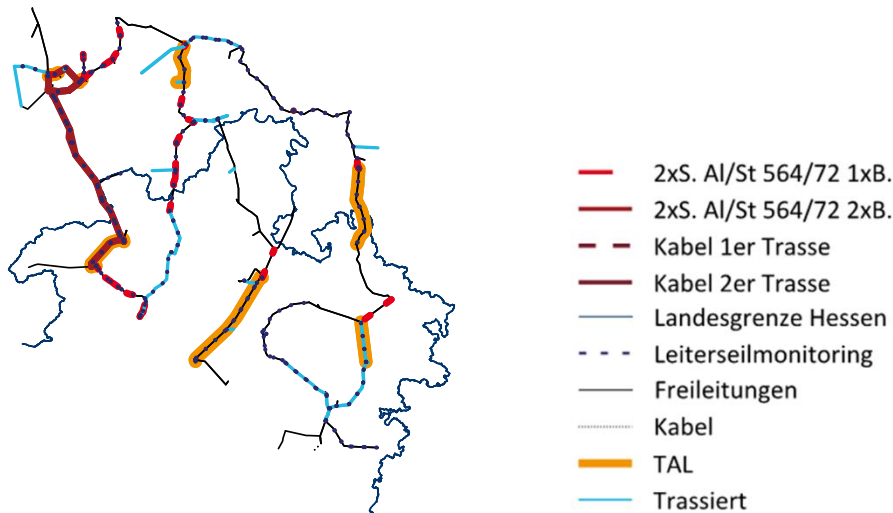 2xS. Al/St 564/72 1xB.
2xS. Al/St 564/72 2xB.
Kabel 1er Trasse
Kabel 2er Trasse
Landesgrenze Hessen
Leiterseilmonitoring
Freileitungen
Kabel
TAL
Trassiert